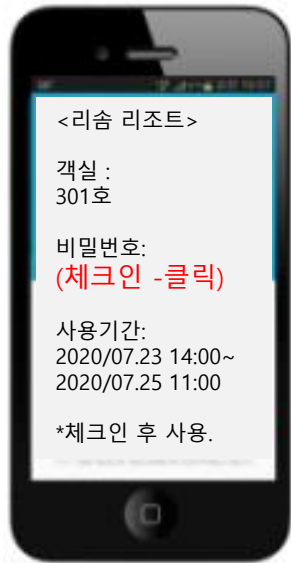 <리솜 리조트>
객실 :
301호
비밀번호:
(체크인 -클릭)
사용기간:
2020/07.23 14:00~
2020/07.25 11:00
*체크인 후 사용.